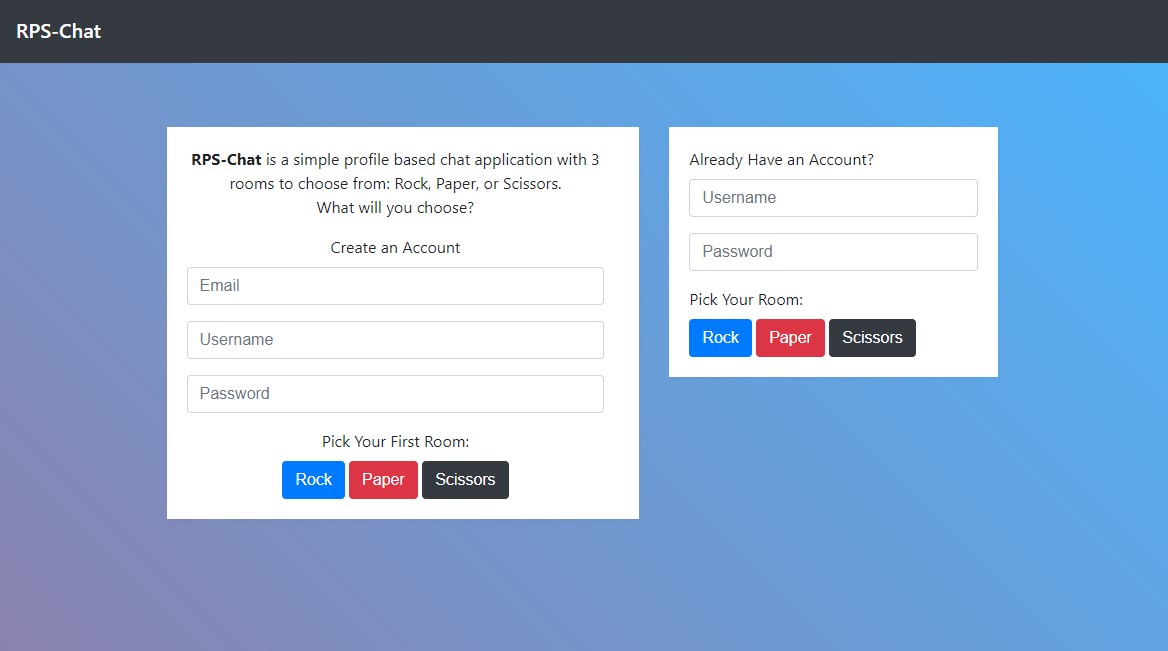 RPS-Chat
RPS-Chat is a simple profile based chat application with 3
rooms to choose from: Rock, Paper, or Scissors.
What will you choose?
Create an Account
Email
Username
Password
Pick Your First Room:
Rock Paper Scissors
Already Have an Account?
Username
Password
Pick Your Room:
Rock Paper Scissors